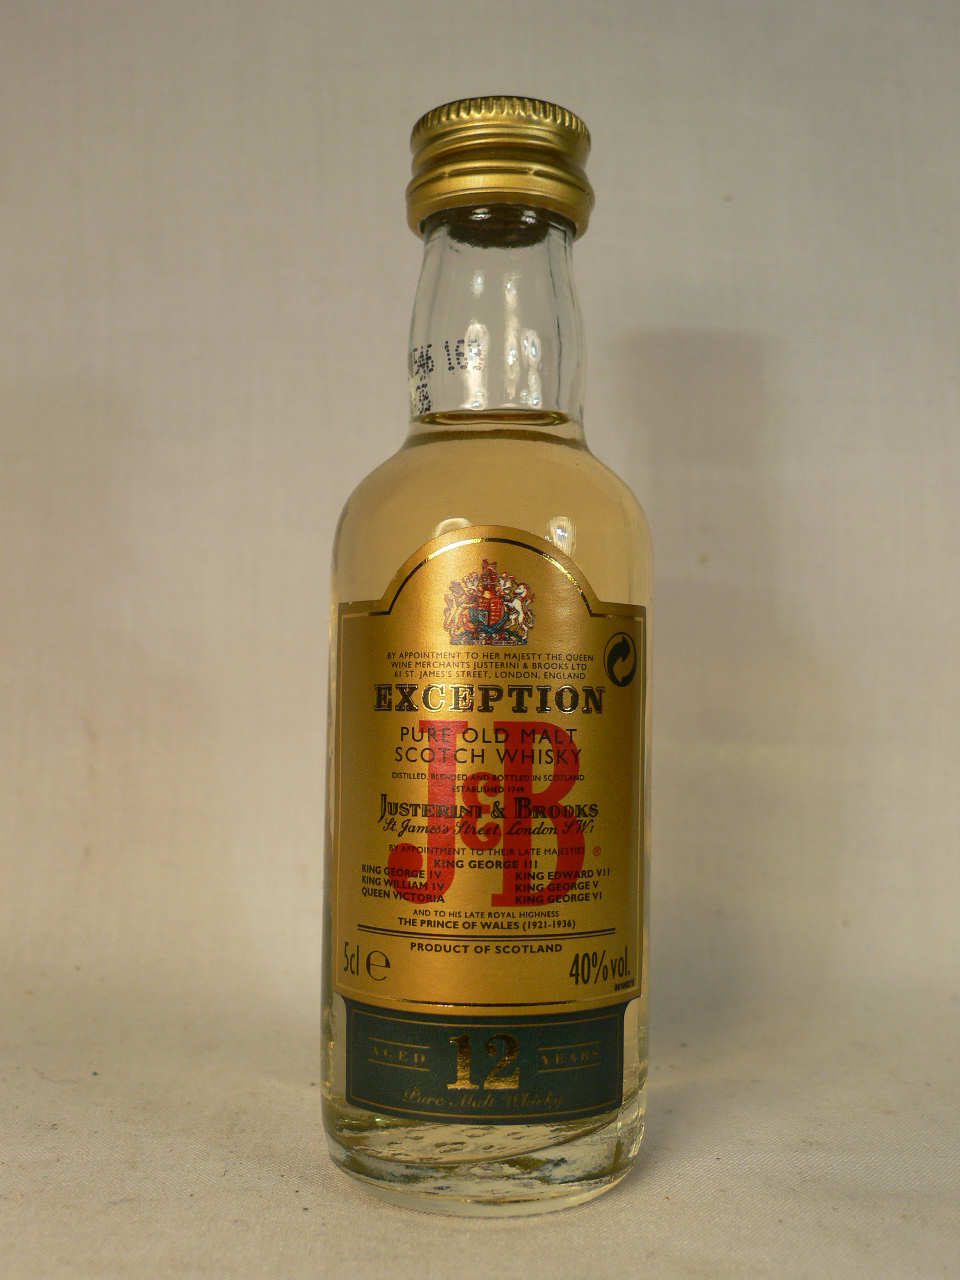 BY APPOINTMENT TO HER MAJESTY THE QUEEN
WINE MERCHANTS JUSTERINI & BROOKS LTD
61 ST. JAMES'S STREET, LONDON, ENGLAND
EXCEPTION
J&B
PURE OLD MALT
SCOTCH WHISKY
DISTILLED, BLENDED AND BOTTLED IN SCOTLAND
ESTABLISHED 1749
JUSTERINI & BROOKS
St. James's Street, London S.W.1
BY APPOINTMENT TO THEIR LATE MAJESTIES ®
KING GEORGE III
KING GEORGE IV KING EDWARD VII
KING WILLIAM IV KING GEORGE V
QUEEN VICTORIA KING GEORGE VI
AND TO HIS LATE ROYAL HIGHNESS
THE PRINCE OF WALES (1921-1936)
PRODUCT OF SCOTLAND
5cl e 40% vol.
AGED 12 YEARS
Pure Malt Whisky